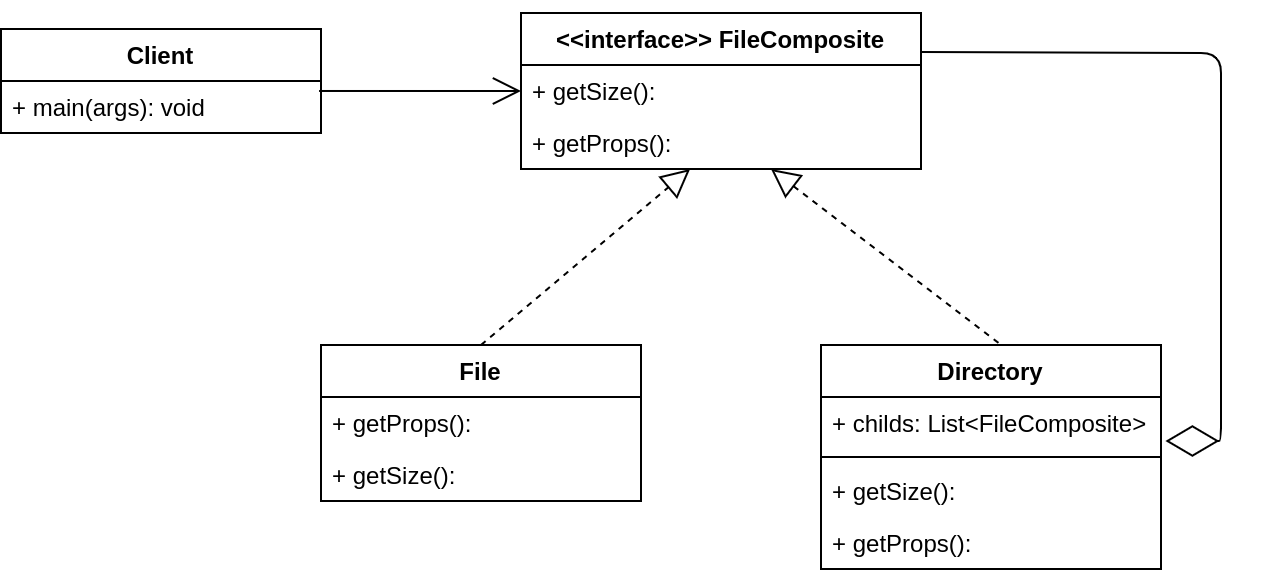 Client
+ main(args): void
<<interface>> FileComposite
+ getSize():
+ getProps():
File
+ getProps():
+ getSize():
Directory
+ childs: List<FileComposite>
+ getSize():
+ getProps():